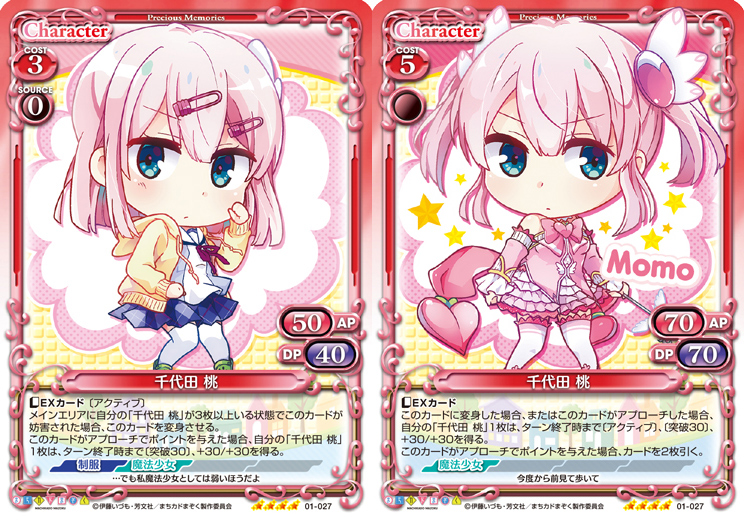 Precious Memories
Character
COST
3
SOURCE
0
50 AP
DP 40
千代田 桃
EXカード〔アクティブ〕
メインエリアに自分の「千代田 桃」が3枚以上いる状態でこのカードが
妨害された場合、このカードを変身させる。
このカードがアプローチでポイントを与えた場合、自分の「千代田 桃」
1枚は、ターン終了時まで〔突破30〕、+30/+30を得る。
制服 魔法少女
…でも私魔法少女としては弱いほうだよ
©伊藤いづも・芳文社/まちカドまぞく製作委員会
★★★★ 01-027
Precious Memories
Character
COST
5
Momo
70 AP
DP 70
千代田 桃
EXカード
このカードに変身した場合、またはこのカードがアプローチした場合、
自分の「千代田 桃」1枚は、ターン終了時まで〔アクティブ〕、〔突破30〕、
+30/+30を得る。
このカードがアプローチでポイントを与えた場合、カードを2枚引く。
魔法少女
今度から前見て歩いて
©伊藤いづも・芳文社/まちカドまぞく製作委員会
★★★★ 01-027